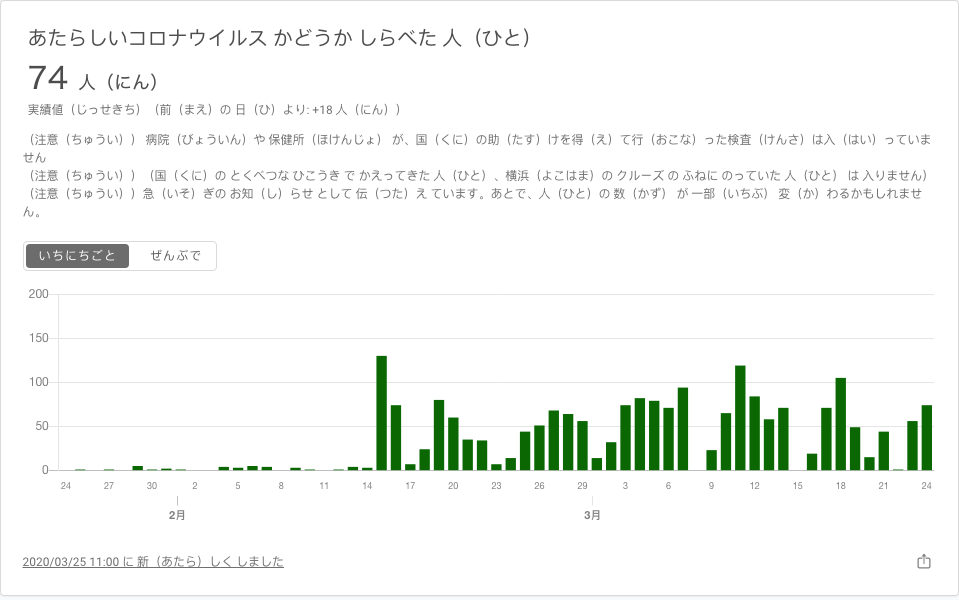 あたらしいコロナウイルス かどうか しらべた 人（ひと）
74 人（にん）
実績値（じっせきち）（前（まえ）の 日（ひ）より: +18 人（にん））
（注意（ちゅうい）） 病院（びょういん）や 保健所（ほけんじょ） が、国（くに）の助（たす）けを得（え）て行（おこな）った検査（けんさ）は入（はい）っていま
せん
（注意（ちゅうい）） （国（くに）の とくべつな ひこうき で かえってきた 人（ひと）、横浜（よこはま）の クルーズ の ふねに のっていた 人（ひと） は 入りません）
（注意（ちゅうい））急（いそ）ぎの お知（し）らせ として 伝（つた）え ています。あとで、人（ひと）の 数（かず） が 一部（いちぶ） 変（か）わるかもしれませ
ん。
いちにちごと ぜんぶで
200
150
100
50
0
24 27 30 2 5 8 11 14 17 20 23 26 29 3 6 9 12 15 18 21 24
2月 3月
2020/03/25 11:00 に 新（あたら）しく しました